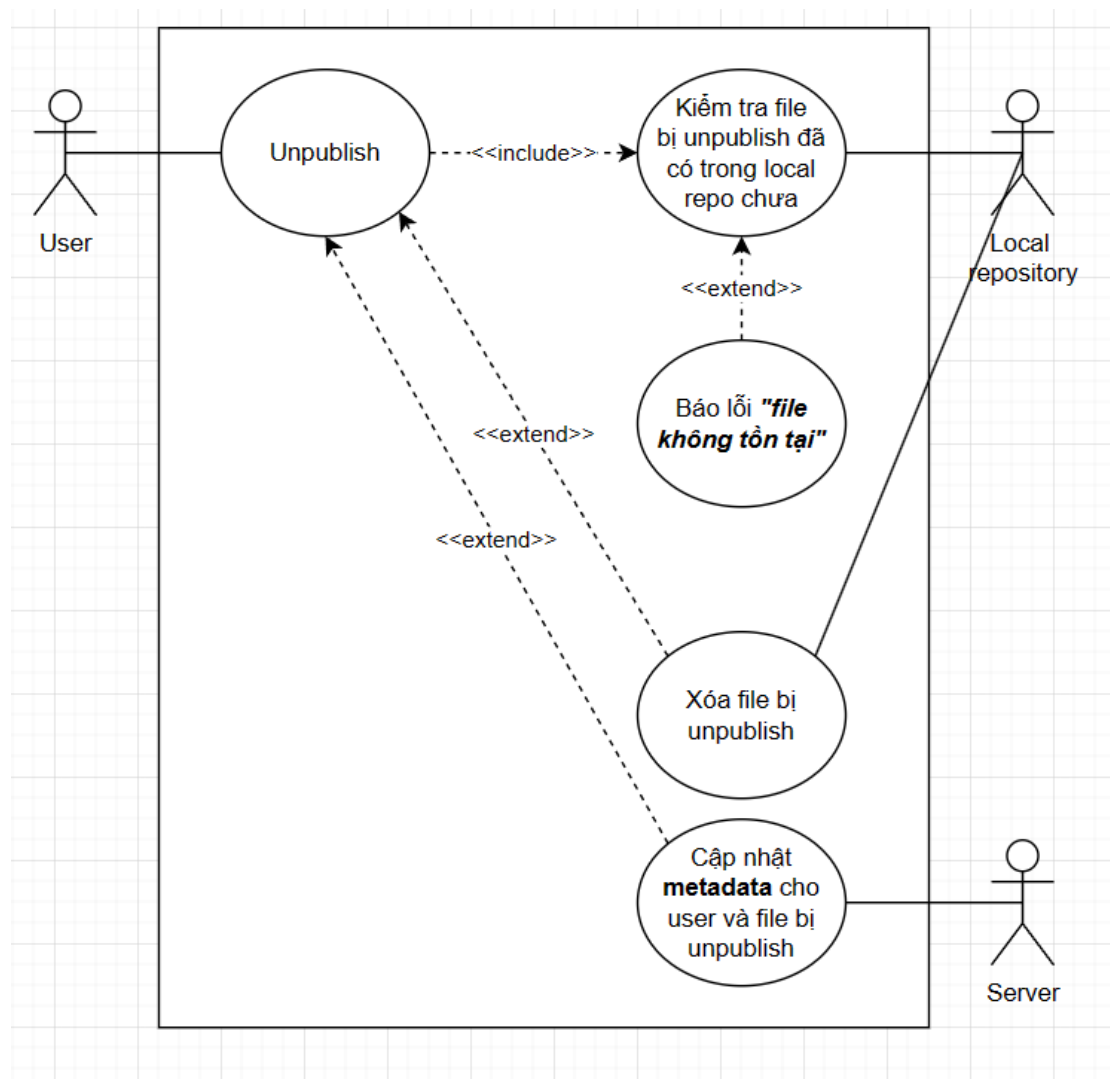 Unpublish
<<include>>
Kiểm tra file
bị unpublish đã
có trong local
repo chưa
User
Local
repository
<<extend>>
Báo lỗi "file
không tồn tại"
<<extend>>
<<extend>>
Xóa file bị
unpublish
Cập nhật
metadata cho
user và file bị
unpublish
Server